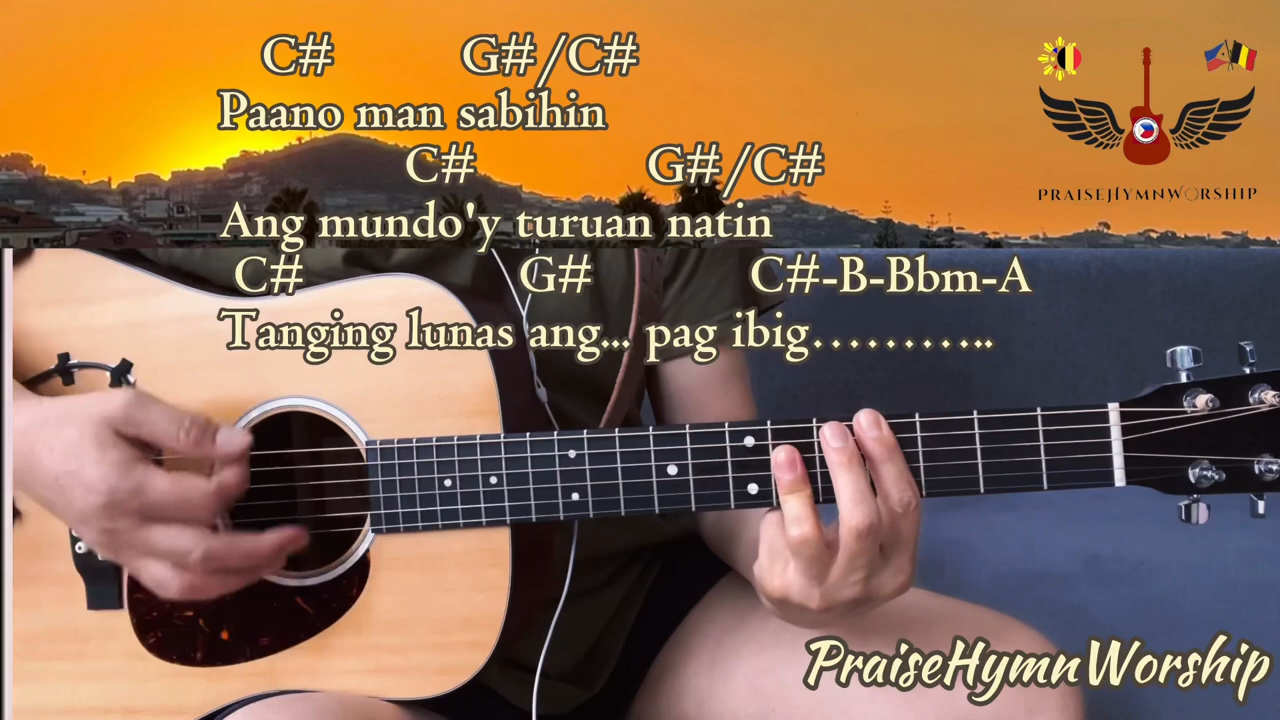 C# G#/C#
Paano man sabihin
C# G#/C#
Ang mundo'y turuan natin
C# G# C#-B-Bbm-A
Tanging lunas ang... pag ibig………..
PRAISEHYMNWORSHIP
PraiseHymnWorship